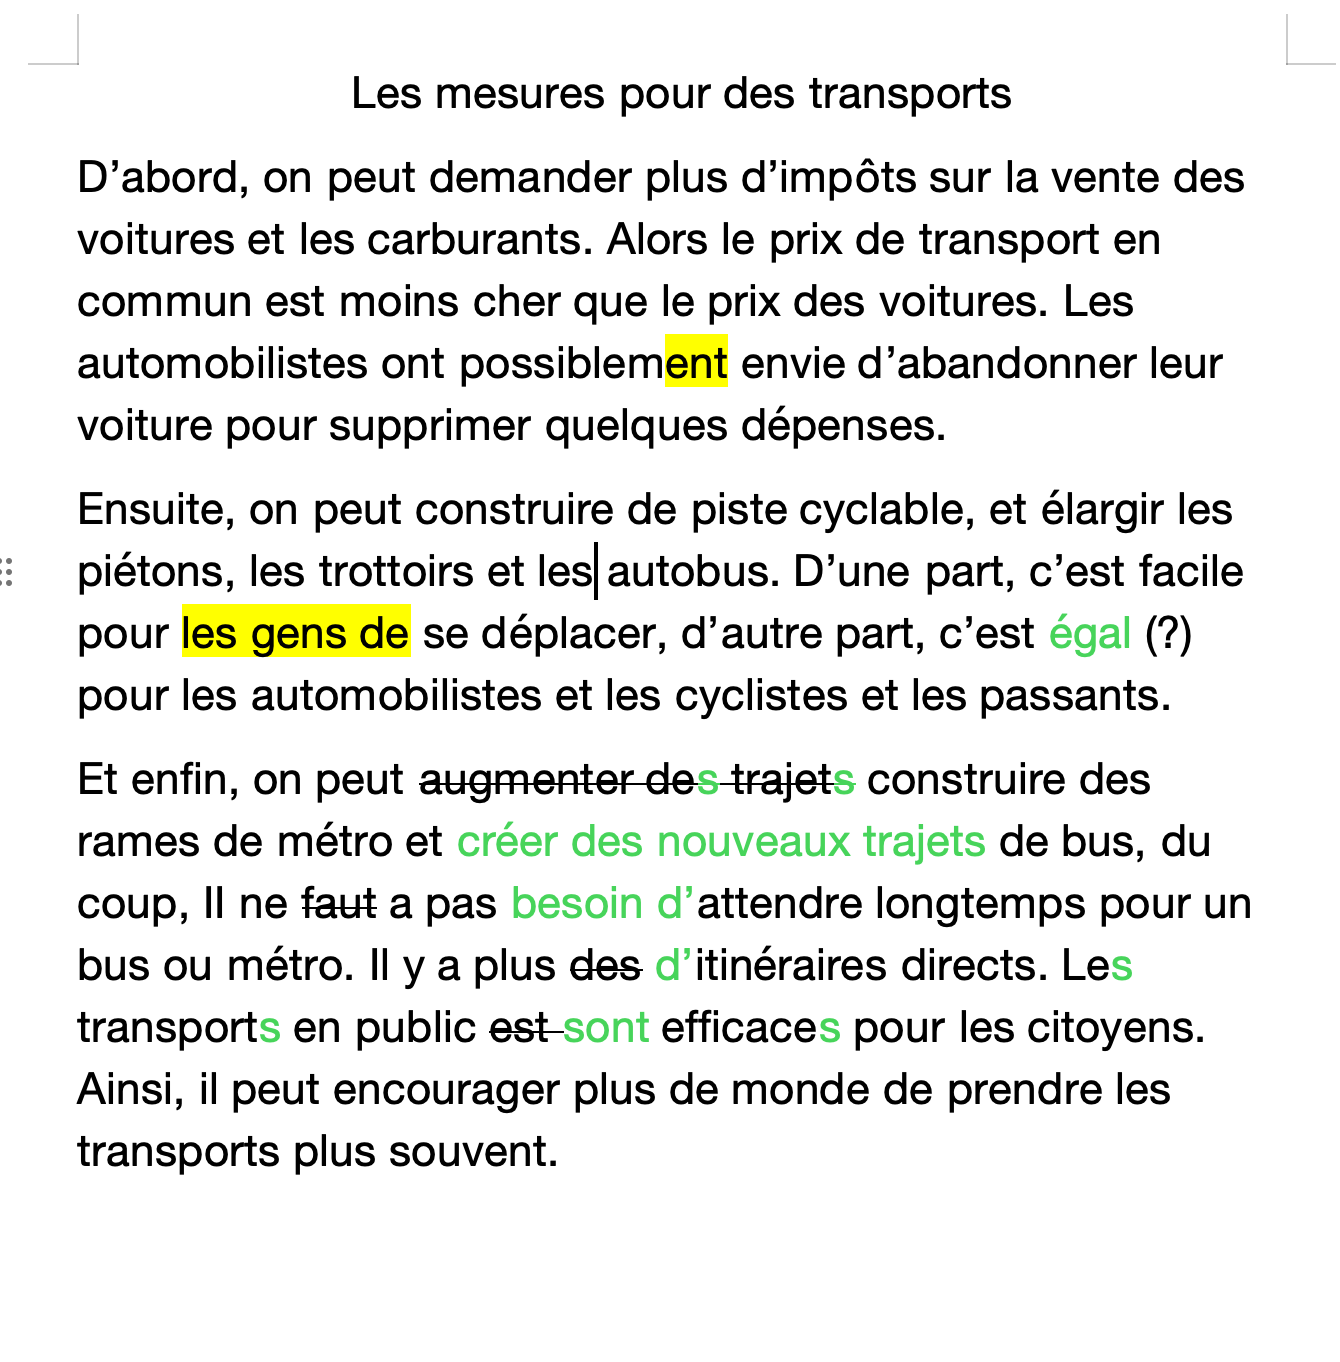 Les mesures pour des transports
D’abord, on peut demander plus d’impôts sur la vente des
voitures et les carburants. Alors le prix de transport en
commun est moins cher que le prix des voitures. Les
automobilistes ont possiblement envie d’abandonner leur
voiture pour supprimer quelques dépenses.
Ensuite, on peut construire de piste cyclable, et élargir les
piétons, les trottoirs et les autobus. D’une part, c’est facile
pour les gens de se déplacer, d’autre part, c’est égal (?)
pour les automobilistes et les cyclistes et les passants.
Et enfin, on peut augmenter des trajets construire des
rames de métro et créer des nouveaux trajets de bus, du
coup, Il ne faut a pas besoin d’attendre longtemps pour un
bus ou métro. Il y a plus des d’itinéraires directs. Les
transports en public est sont efficaces pour les citoyens.
Ainsi, il peut encourager plus de monde de prendre les
transports plus souvent.